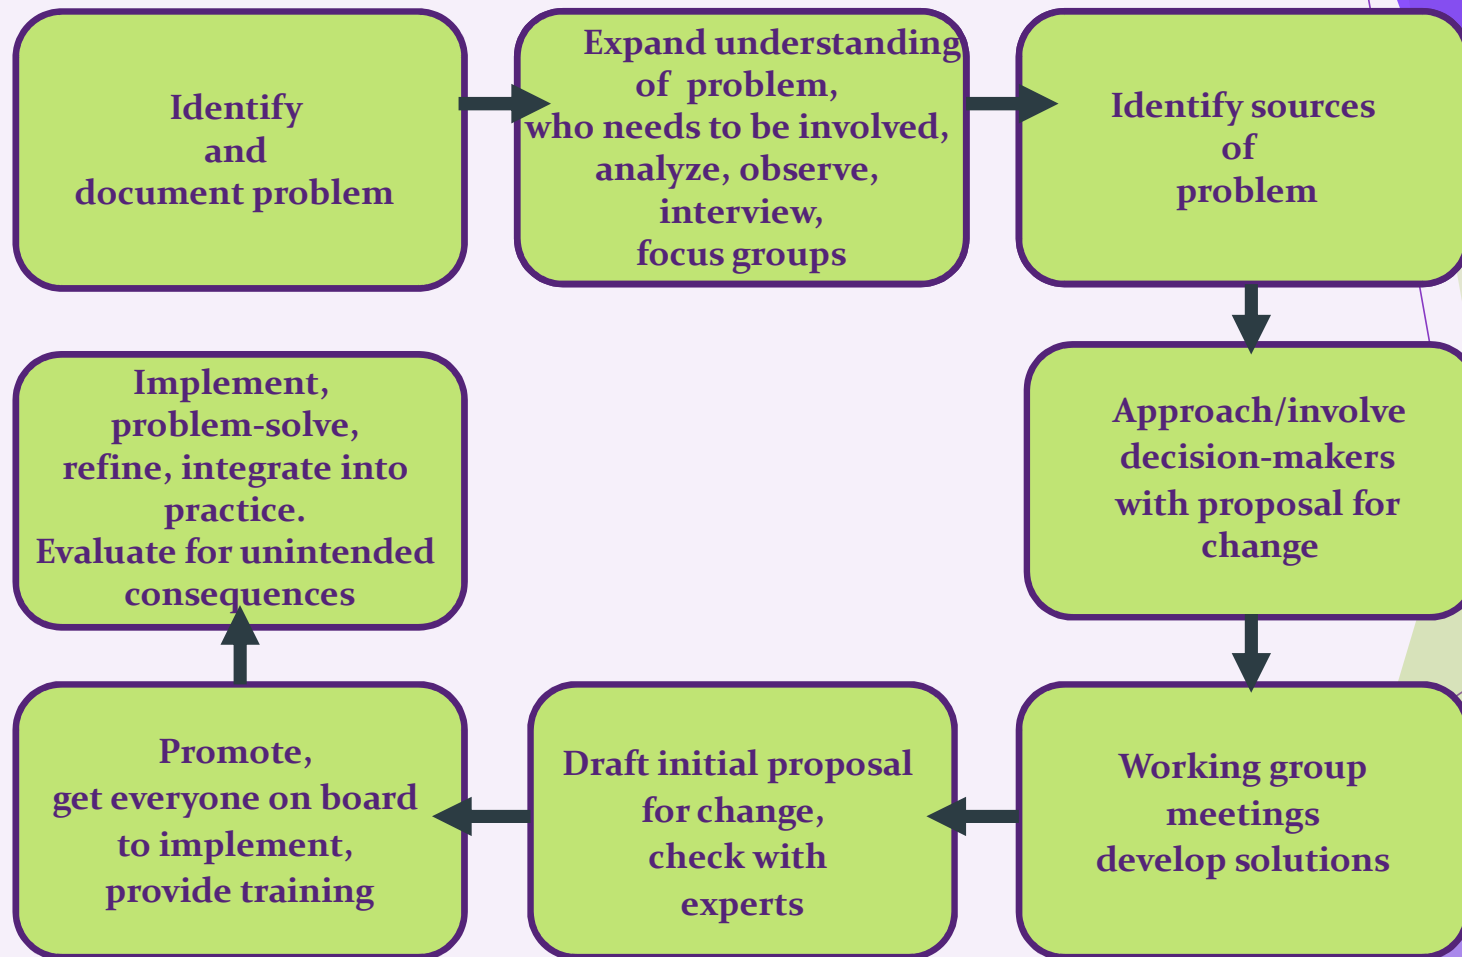 Identify
and
document problem
Expand understanding
of problem,
who needs to be involved,
analyze, observe,
interview,
focus groups
Identify sources
of
problem
Approach/involve
decision-makers
with proposal for
change
Working group
meetings
develop solutions
Draft initial proposal
for change,
check with
experts
Promote,
get everyone on board
to implement,
provide training
Implement,
problem-solve,
refine, integrate into
practice.
Evaluate for unintended
consequences